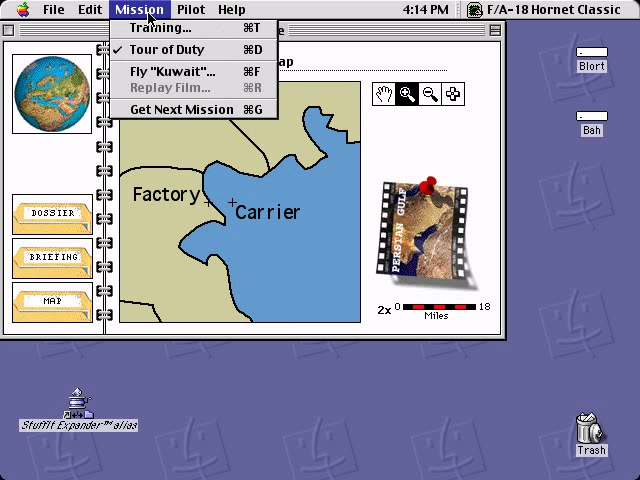 File Edit Mission Pilot Help 4:14 PM F/A-18 Hornet Classic
Training... ⌘T
✓ Tour of Duty ⌘D
Fly "Kuwait"... ⌘F
Replay Film... ⌘R
Get Next Mission ⌘G
DOSSIER
BRIEFING
MAP
Factory
Carrier
PERSIAN GULF
2x 0 18
Miles
Blort
Bah
StuffIt Expander™ alias
Trash